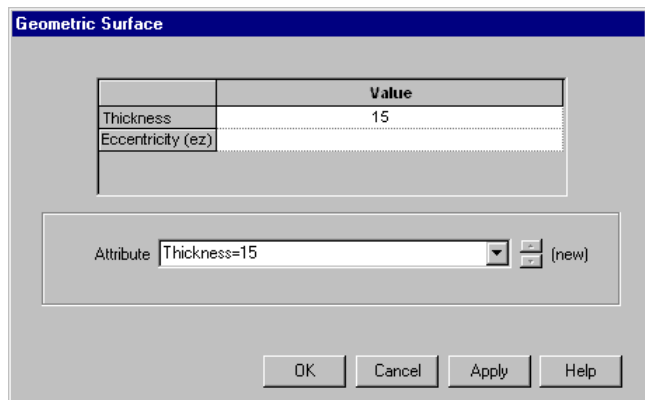 Geometric Surface
Value
Thickness 15
Eccentricity (ez)
Attribute Thickness=15 (new)
OK Cancel Apply Help